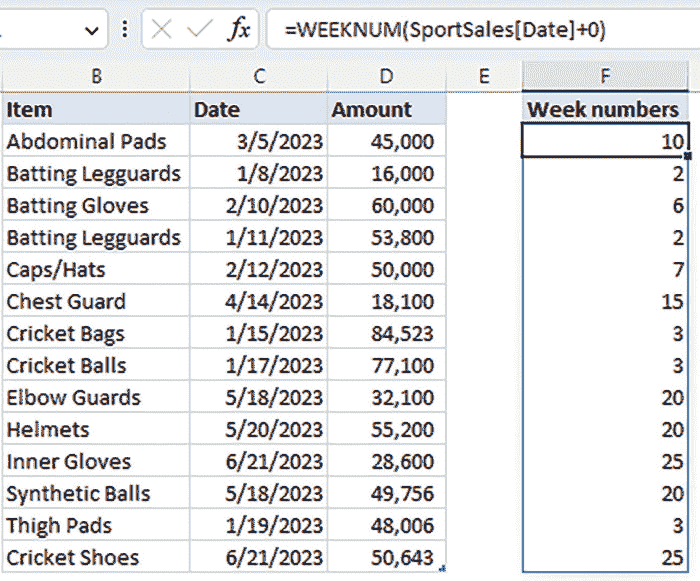 fx =WEEKNUM(SportSales[Date]+0)
B C D E F
Item Date Amount Week numbers
Abdominal Pads 3/5/2023 45,000 10
Batting Legguards 1/8/2023 16,000 2
Batting Gloves 2/10/2023 60,000 6
Batting Legguards 1/11/2023 53,800 2
Caps/Hats 2/12/2023 50,000 7
Chest Guard 4/14/2023 18,100 15
Cricket Bags 1/15/2023 84,523 3
Cricket Balls 1/17/2023 77,100 3
Elbow Guards 5/18/2023 32,100 20
Helmets 5/20/2023 55,200 20
Inner Gloves 6/21/2023 28,600 25
Synthetic Balls 5/18/2023 49,756 20
Thigh Pads 1/19/2023 48,006 3
Cricket Shoes 6/21/2023 50,643 25